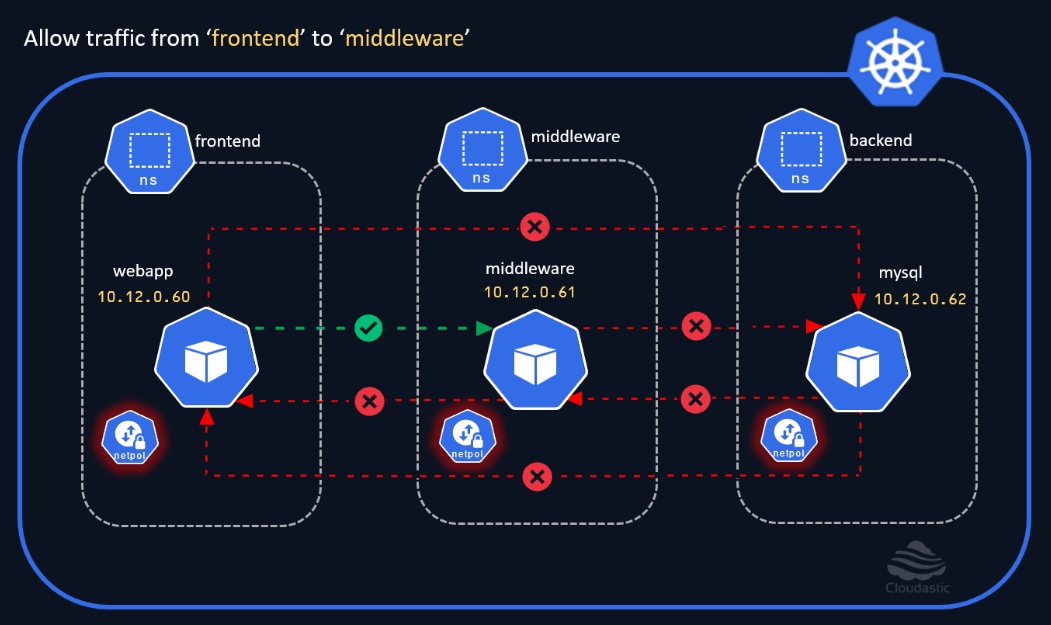 Allow traffic from ‘frontend’ to ‘middleware’
frontend
ns
middleware
ns
backend
ns
webapp
10.12.0.60
middleware
10.12.0.61
mysql
10.12.0.62
netpol
netpol
netpol
Cloudastic